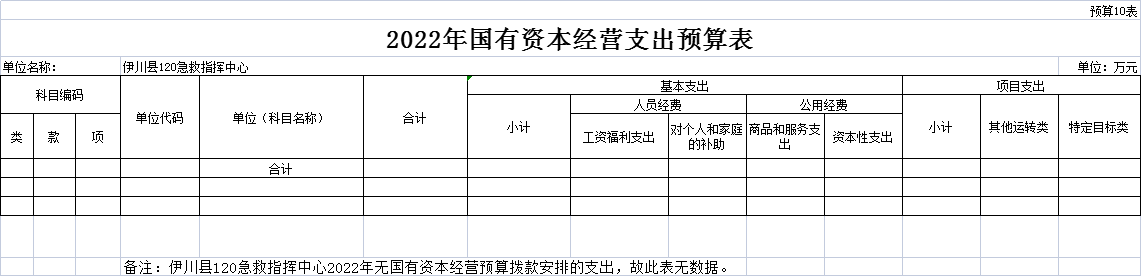 预算10表
2022年国有资本经营支出预算表
单位名称： 伊川县120急救指挥中心 单位：万元
科目编码 单位代码 单位（科目名称） 合计 基本支出 项目支出
小计 人员经费 公用经费 小计 其他运转类 特定目标类
类 款 项 工资福利支出 对个人和家庭的补助 商品和服务支出 资本性支出
合计
备注：伊川县120急救指挥中心2022年无国有资本经营预算拨款安排的支出，故此表无数据。